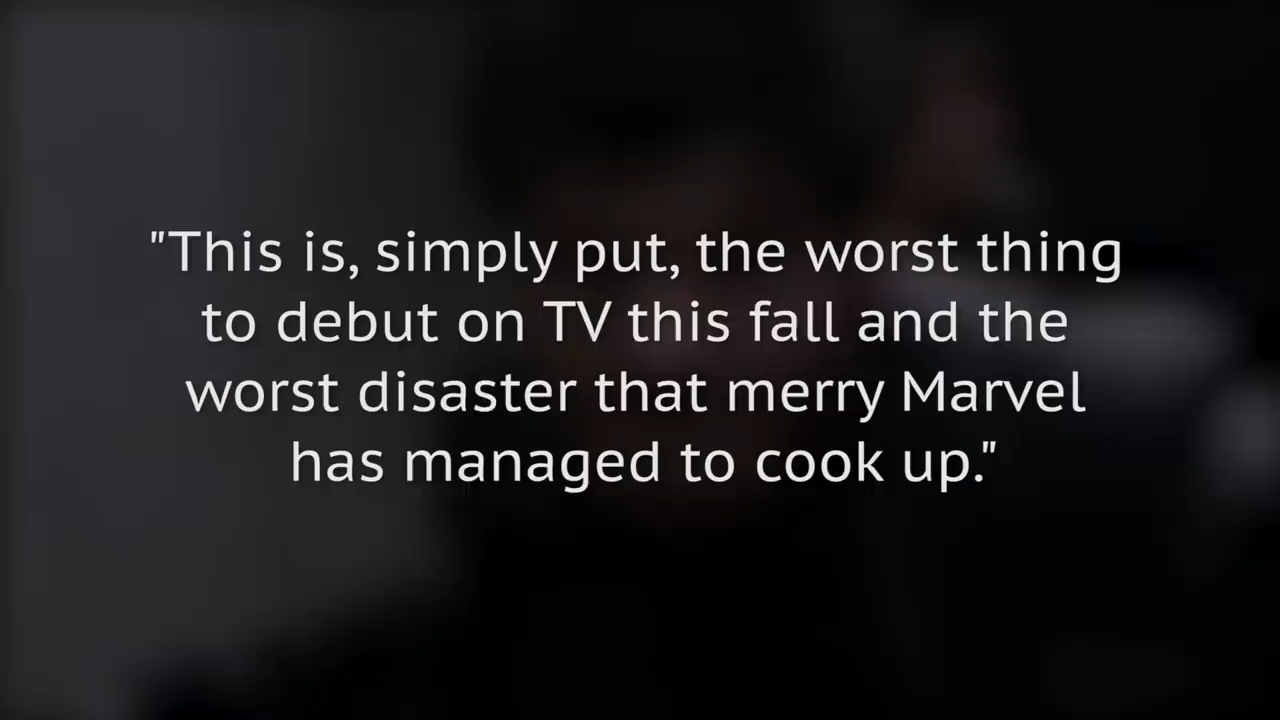 "This is, simply put, the worst thing
to debut on TV this fall and the
worst disaster that merry Marvel
has managed to cook up."